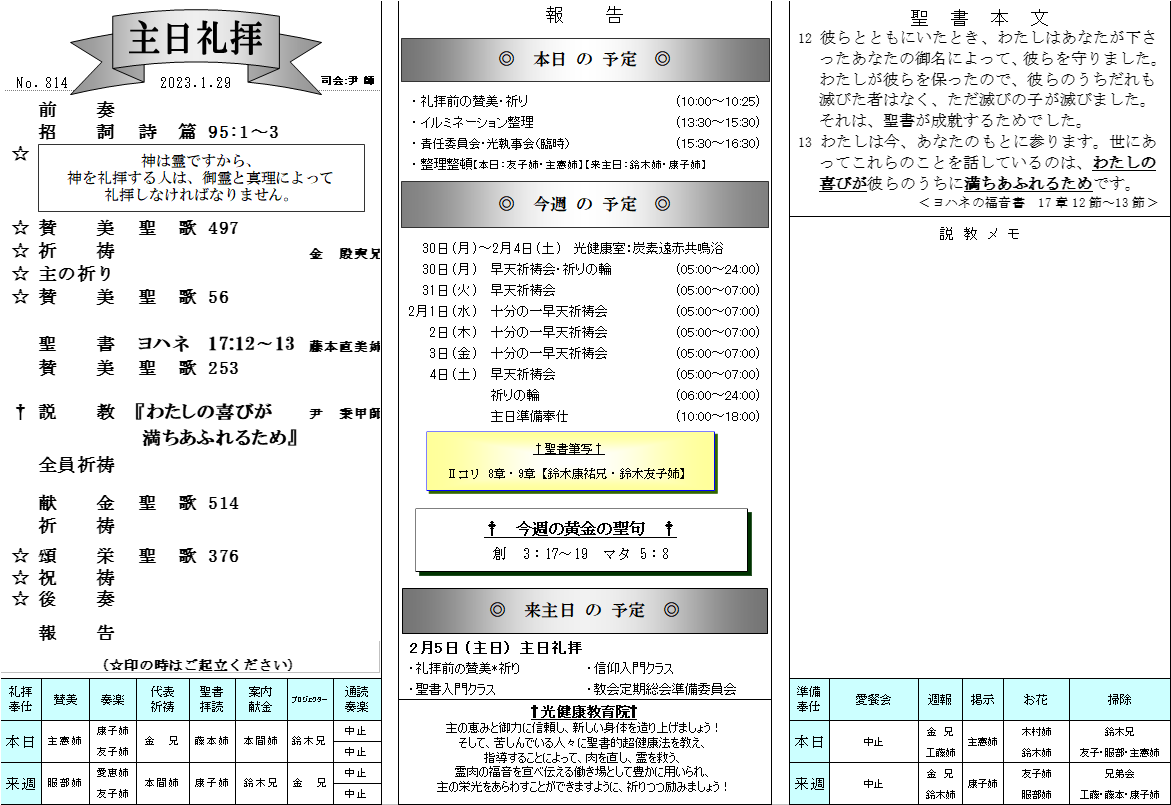 主日礼拝
No. 814　2023.1.29　司会:尹 師
前　奏
招　詞　詩　篇　95:1～3
☆
神は霊ですから、
神を礼拝する人は、御霊と真理によって
礼拝しなければなりません。
☆ 賛　美　聖　歌　497
☆ 祈　祷　金　殷実兄
☆ 主の祈り
☆ 賛　美　聖　歌　56
聖　書　ヨハネ　17:12～13　藤本直美姉
賛　美　聖　歌　253
† 説　教　『わたしの喜びが　尹　秉甲師
満ちあふれるため』
全員祈祷
献　金　聖　歌　514
祈　祷
☆ 頌　栄　聖　歌　376
☆ 祝　祷
☆ 後　奏
報　告
(☆印の時はご起立ください)
礼拝奉仕　賛美　奏楽　代表祈祷　聖書拝読　案内献金　プロジェクター　通読奏楽
本日　主憲姉　康子姉 友子姉　金　兄　藤本姉　本間姉　鈴木兄　中止 中止
来週　服部姉　愛恵姉 友子姉　本間姉　康子姉　鈴木兄　金　兄　中止 中止
報　告
◎　本日 の 予定　◎
・礼拝前の賛美・祈り　(10:00～10:25)
・イルミネーション整理　(13:30～15:30)
・責任委員会・光執事会(臨時)　(15:30～16:30)
・整理整頓【本日：友子姉・主憲姉】【来主日：鈴木姉・康子姉】
◎　今週 の 予定　◎
30日(月)～2月4日(土)　光健康室：炭素遠赤共鳴浴
30日(月)　早天祈祷会・祈りの輪　(05:00～24:00)
31日(火)　早天祈祷会　(05:00～07:00)
2月1日(水)　十分の一早天祈祷会　(05:00～07:00)
2日(木)　十分の一早天祈祷会　(05:00～07:00)
3日(金)　十分の一早天祈祷会　(05:00～07:00)
4日(土)　早天祈祷会　(05:00～07:00)
祈りの輪　(06:00～24:00)
主日準備奉仕　(10:00～18:00)
†聖書筆写†
Ⅱコリ　8章・9章【鈴木康祐兄・鈴木友子姉】
†　今週の黄金の聖句　†
創　3：17～19　マタ 5：8
◎　来主日 の 予定　◎
2月5日(主日) 主日礼拝
・礼拝前の賛美*祈り　・信仰入門クラス
・聖書入門クラス　・教会定期総会準備委員会
†光健康教育院†
主の恵みと御力に信頼し、新しい身体を造り上げましょう！
そして、苦しんでいる人々に聖書的超健康法を教え、
指導することによって、肉を直し、霊を救う、
霊肉の福音を宣べ伝える働き場として豊かに用いられ、
主の栄光をあらわすことができますように、祈りつつ励みましょう！
聖 書 本 文
12 彼らとともにいたとき、わたしはあなたが下さ
ったあなたの御名によって、彼らを守りました。
わたしが彼らを保ったので、彼らのうちだれも
滅びた者はなく、ただ滅びの子が滅びました。
それは、聖書が成就するためでした。
13 わたしは今、あなたのもとに参ります。世にあ
ってこれらのことを話しているのは、わたしの
喜びが彼らのうちに満ちあふれるためです。
＜ヨハネの福音書　17 章 12 節～13 節＞
説 教 メ モ
準備奉仕　愛餐会　週報　掲示　お花　掃除
本日　中止　金　兄 工藤姉　主憲姉　木村姉 鈴木姉　鈴木兄 友子・服部・主憲姉
来週　中止　金　兄 鈴木姉　康子姉　友子姉 服部姉　兄弟会 工藤・藤本・康子姉